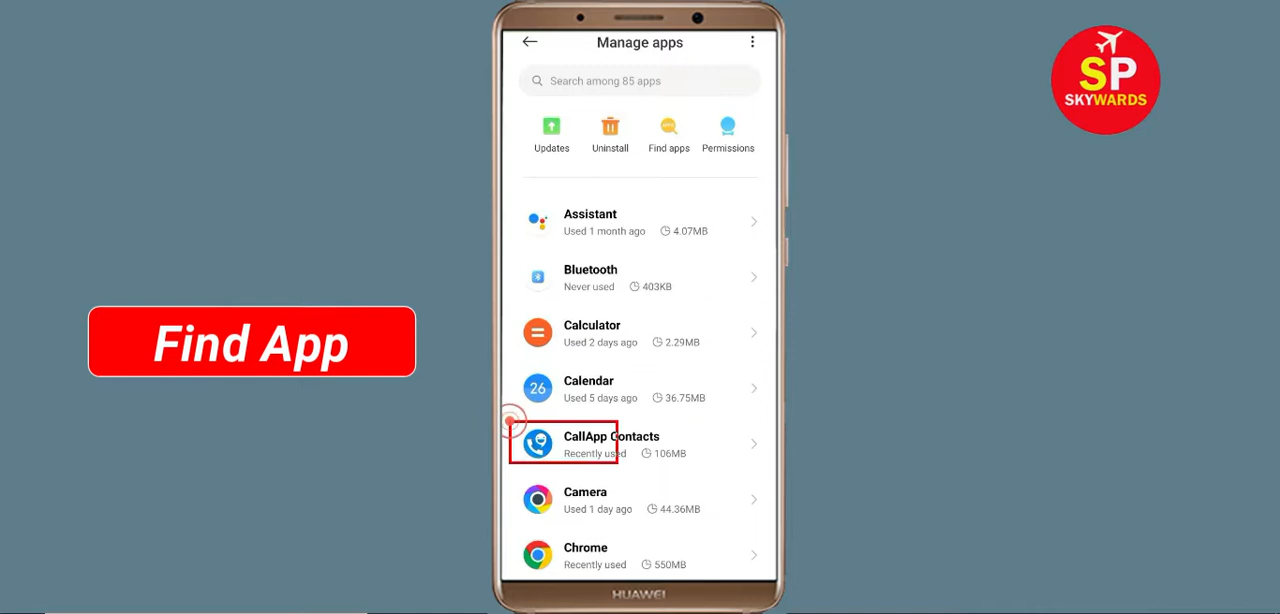 Manage apps
Search among 85 apps
Updates Uninstall Find apps Permissions
Assistant
Used 1 month ago 4.07MB
Bluetooth
Never used 403KB
Calculator
Used 2 days ago 2.29MB
26
Calendar
Used 5 days ago 36.75MB
CallApp Contacts
Recently used 106MB
Camera
Used 1 day ago 44.36MB
Chrome
Recently used 550MB
HUAWEI
Find App
SP
SKYWARDS